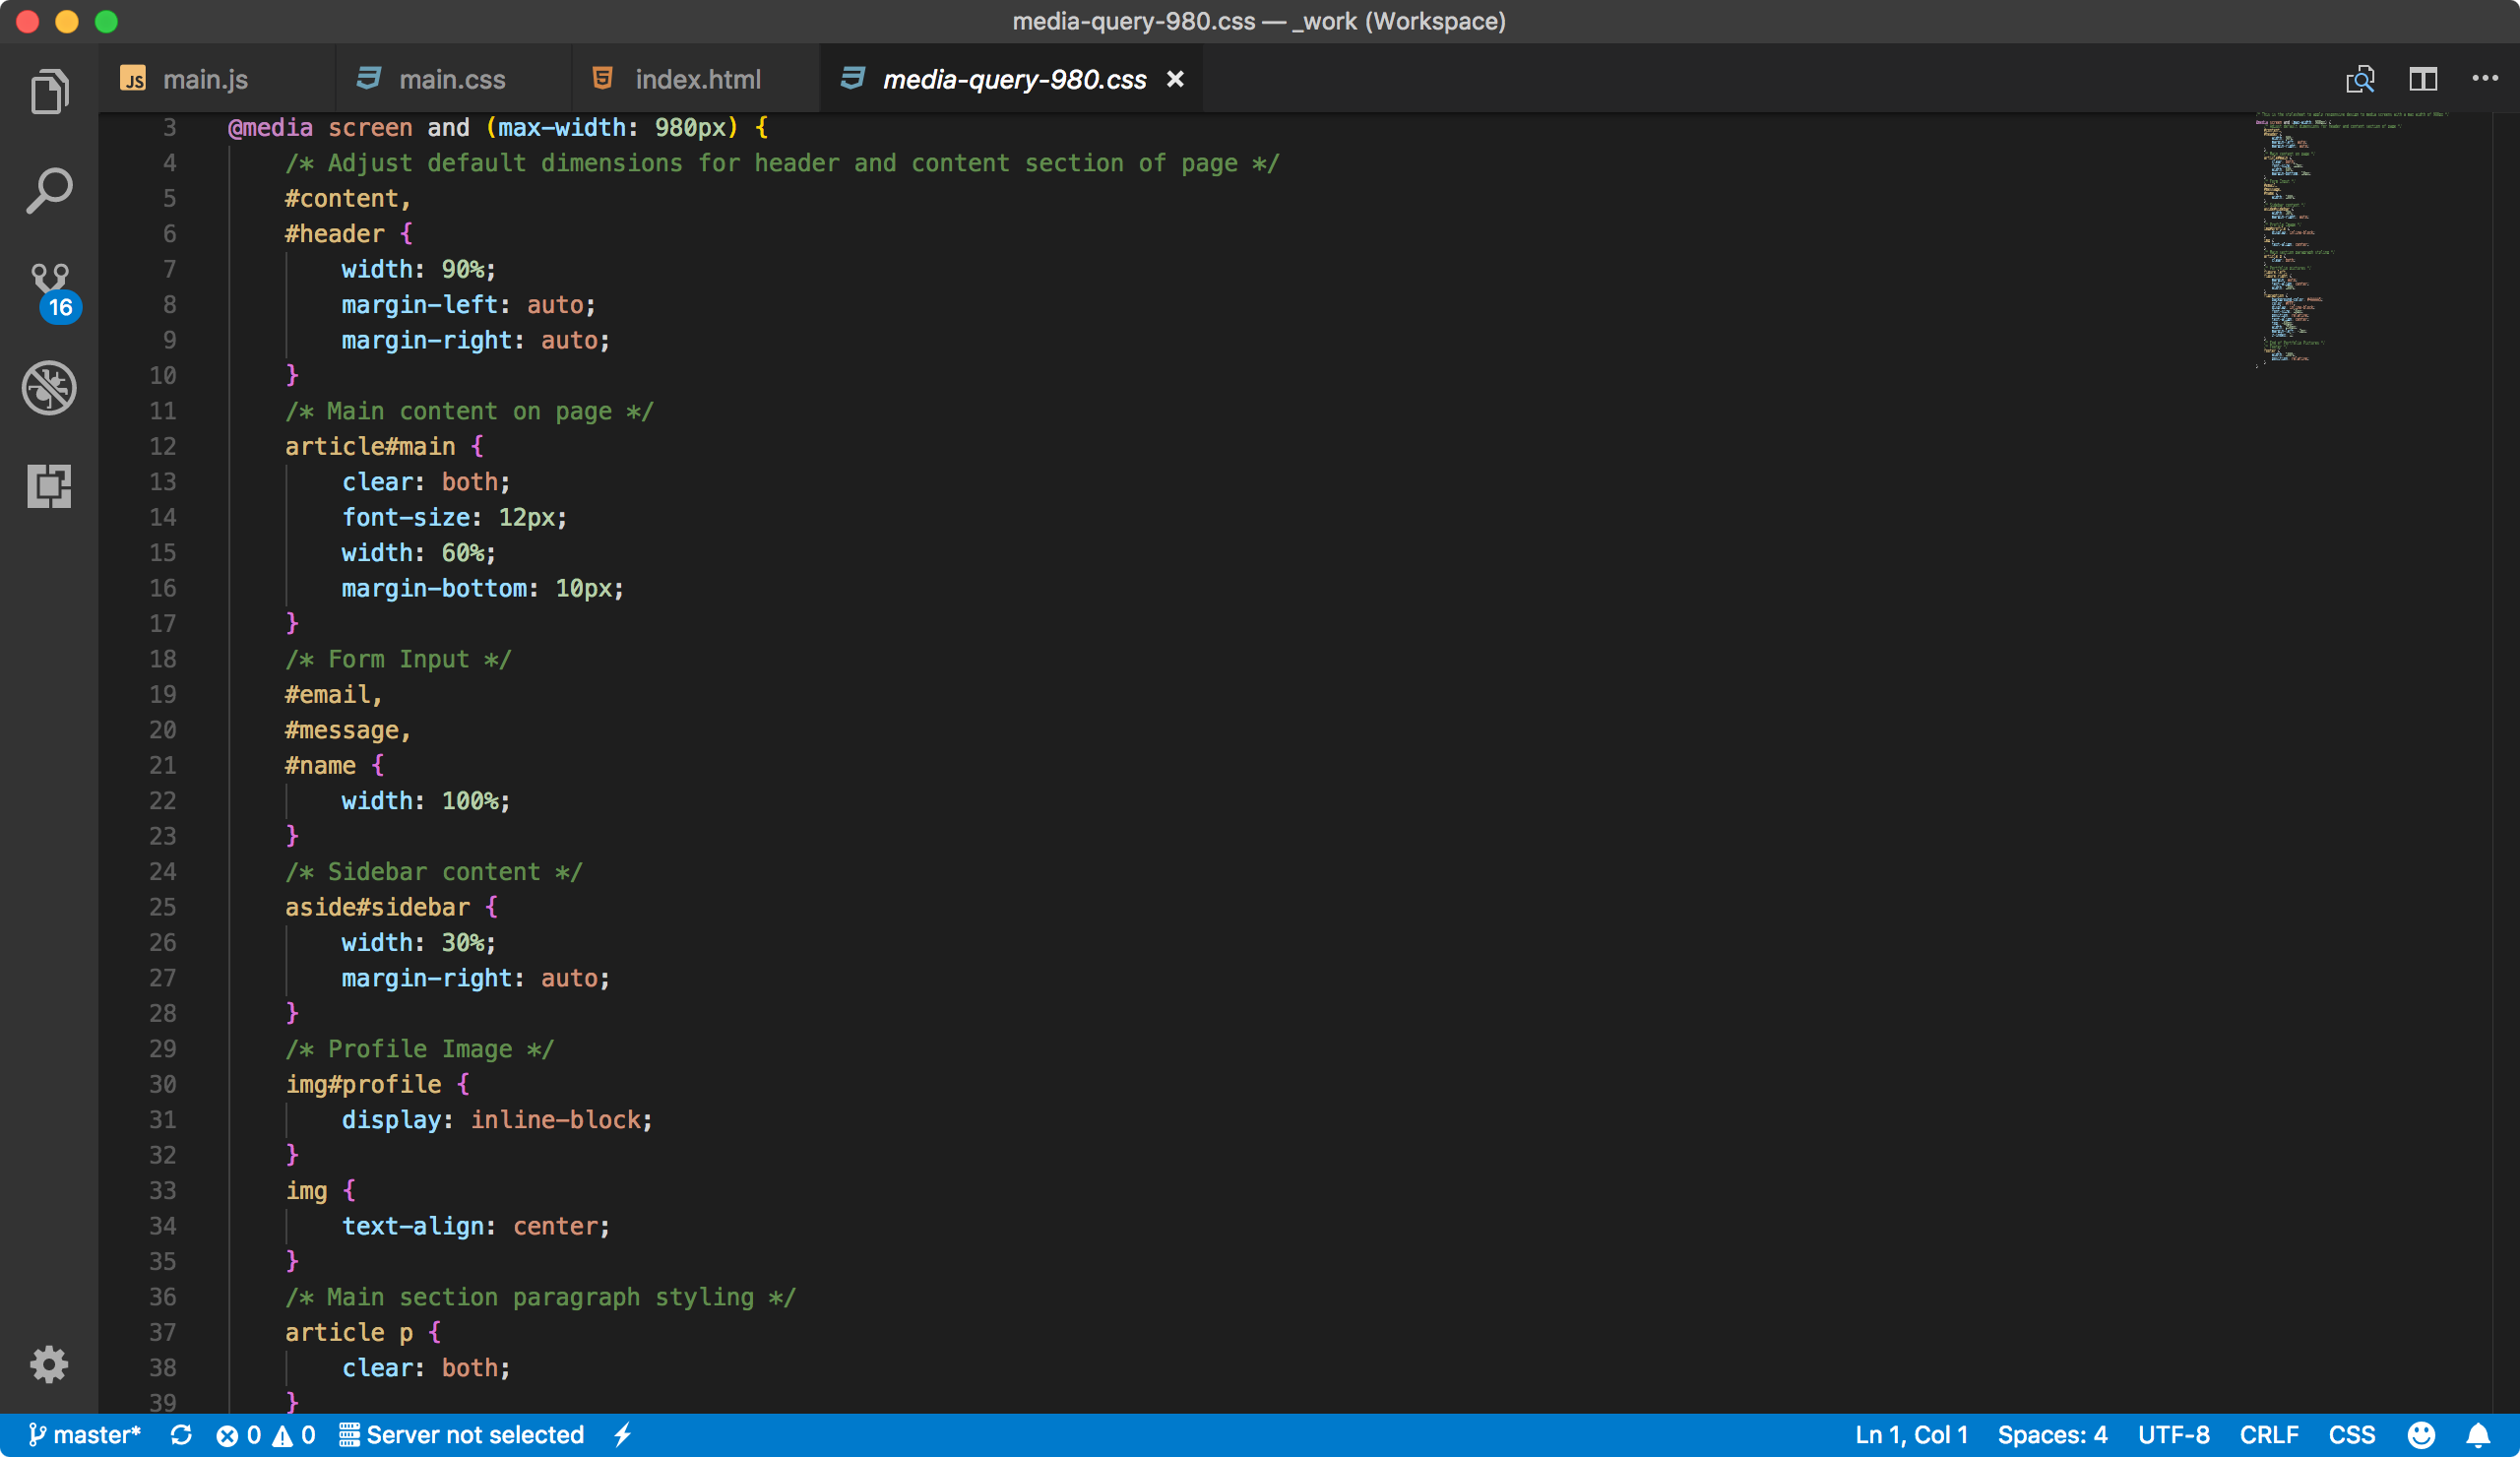 media-query-980.css — _work (Workspace)
JS main.js main.css 5 index.html media-query-980.css ×
16
3 @media screen and (max-width: 980px) {
4 /* Adjust default dimensions for header and content section of page */
5 #content,
6 #header {
7 width: 90%;
8 margin-left: auto;
9 margin-right: auto;
10 }
11 /* Main content on page */
12 article#main {
13 clear: both;
14 font-size: 12px;
15 width: 60%;
16 margin-bottom: 10px;
17 }
18 /* Form Input */
19 #email,
20 #message,
21 #name {
22 width: 100%;
23 }
24 /* Sidebar content */
25 aside#sidebar {
26 width: 30%;
27 margin-right: auto;
28 }
29 /* Profile Image */
30 img#profile {
31 display: inline-block;
32 }
33 img {
34 text-align: center;
35 }
36 /* Main section paragraph styling */
37 article p {
38 clear: both;
39 }
master* 0 0 Server not selected Ln 1, Col 1 Spaces: 4 UTF-8 CRLF CSS